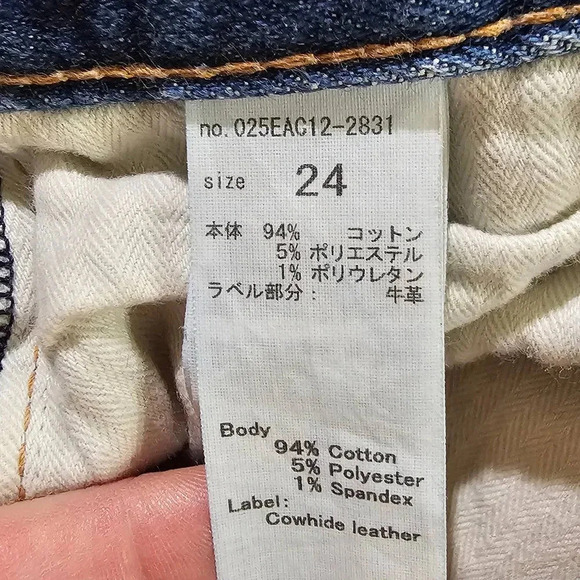 no. 025EAC12-2831
size 24
本体 94% コットン
5% ポリエステル
1% ポリウレタン
ラベル部分: 牛革
Body
94% Cotton
5% Polyester
1% Spandex
Label:
Cowhide leather